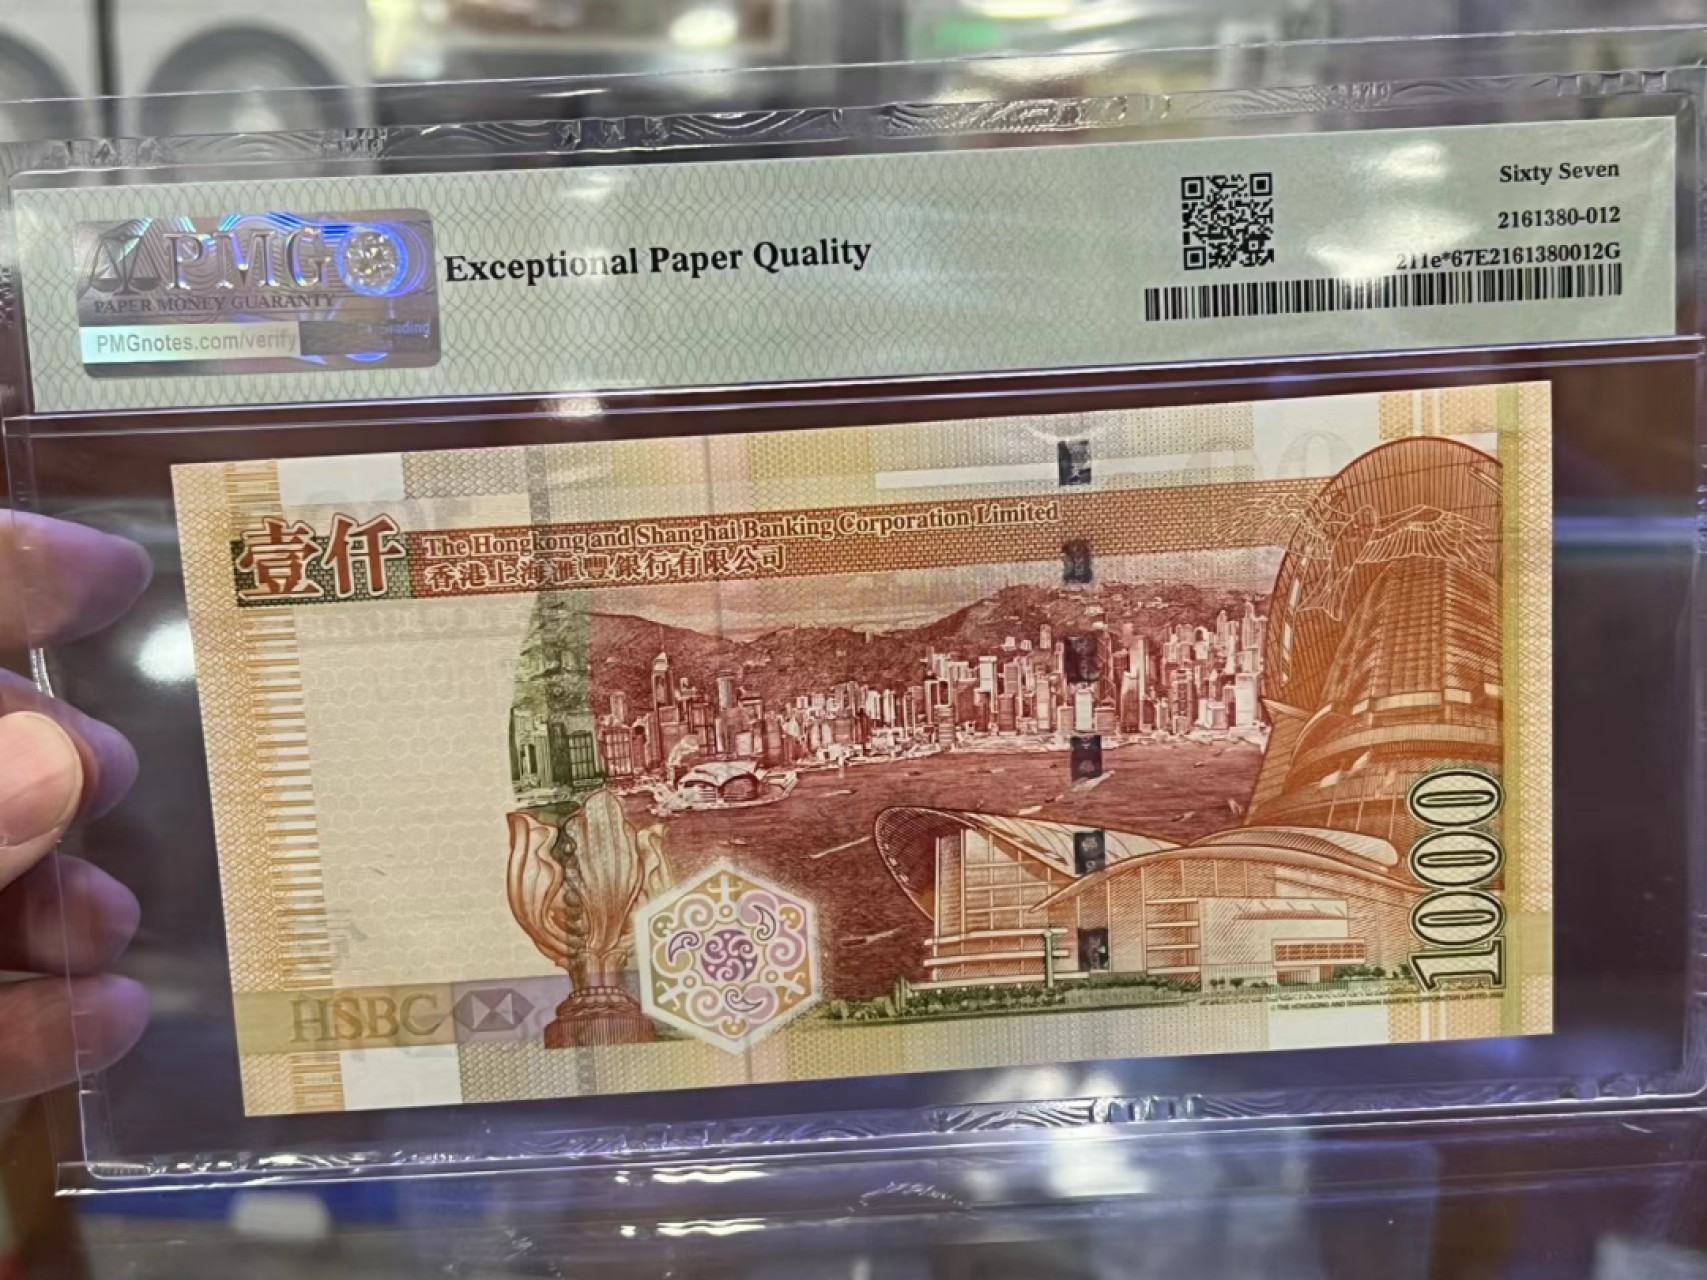 PMG
PAPER MONEY GUARANTY
PMGnotes.com/verify
Exceptional Paper Quality
Sixty Seven
2161380-012
211e*67E2161380012G
壹仟
The Hongkong and Shanghai Banking Corporation Limited
香港上海滙豐銀行有限公司
1000
HSBC